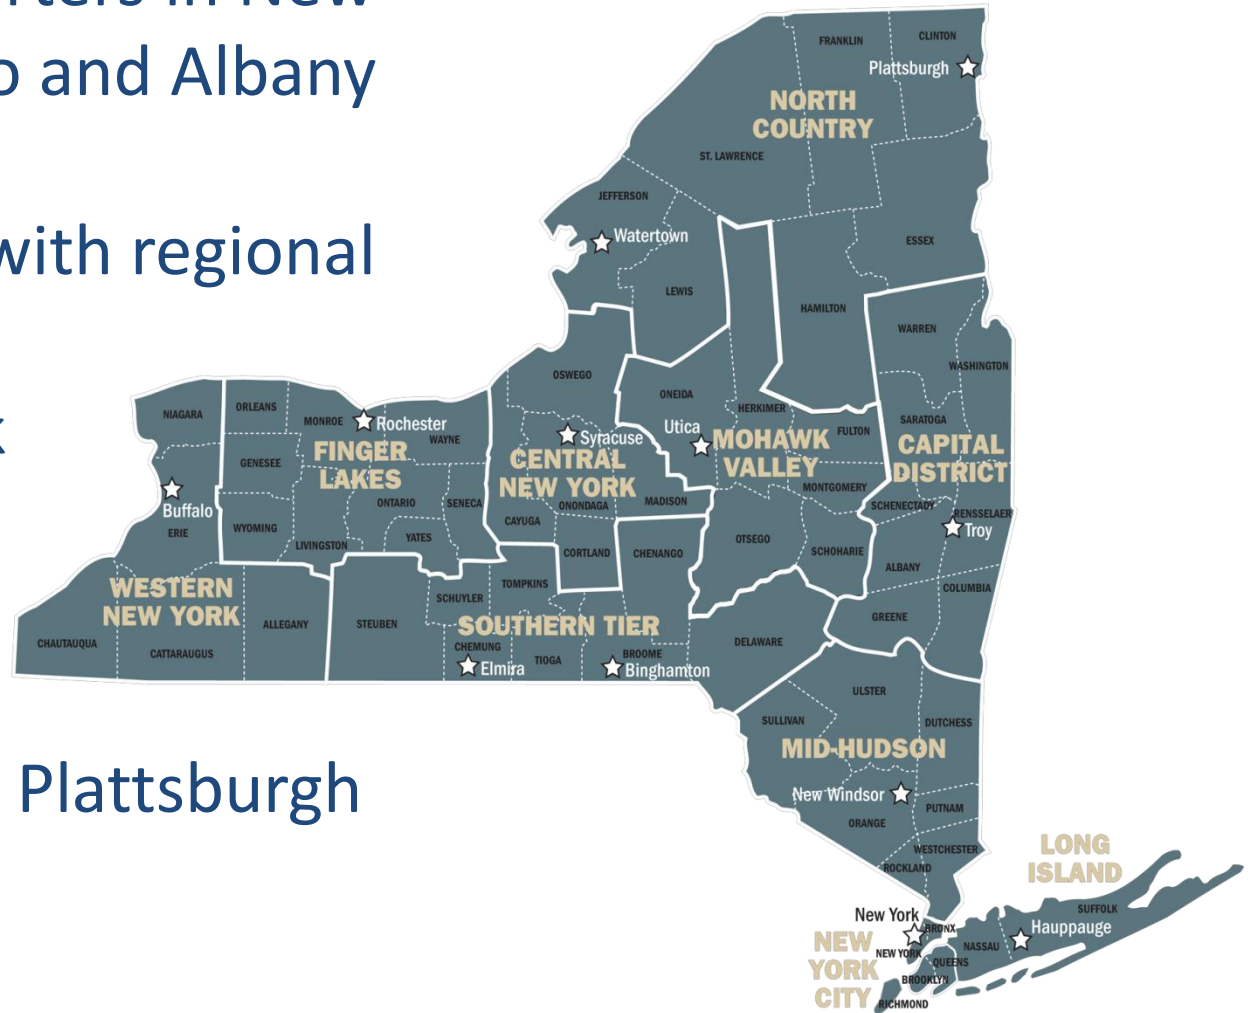 rters in New
o and Albany
with regional
Plattsburgh
FRANKLIN
CLINTON
Plattsburgh
NORTH
COUNTRY
ST. LAWRENCE
JEFFERSON
Watertown
ESSEX
LEWIS
HAMILTON
WARREN
WASHINGTON
OSWEGO
ONEIDA
HERKIMER
FULTON
SARATOGA
NIAGARA
ORLEANS
MONROE
Rochester
WAYNE
FINGER
LAKES
GENESEE
Syracuse
CENTRAL
NEW YORK
Utica
MOHAWK
VALLEY
CAPITAL
DISTRICT
MONTGOMERY
ONTARIO
SENECA
ONONDAGA
MADISON
CAYUGA
SCHENECTADY
RENSSELAER
Troy
Buffalo
ERIE
WYOMING
LIVINGSTON
YATES
CORTLAND
CHENANGO
OTSEGO
SCHOHARIE
ALBANY
COLUMBIA
GREENE
WESTERN
NEW YORK
CHAUTAUQUA
CATTARAUGUS
ALLEGANY
STEUBEN
SCHUYLER
TOMPKINS
SOUTHERN TIER
CHEMUNG
Elmira
TIOGA
BROOME
Binghamton
DELAWARE
ULSTER
SULLIVAN
DUTCHESS
MID-HUDSON
New Windsor
PUTNAM
ORANGE
WESTCHESTER
ROCKLAND
LONG
ISLAND
SUFFOLK
Hauppauge
NASSAU
New York
BRONX
NEW YORK
QUEENS
BROOKLYN
RICHMOND
NEW
YORK
CITY